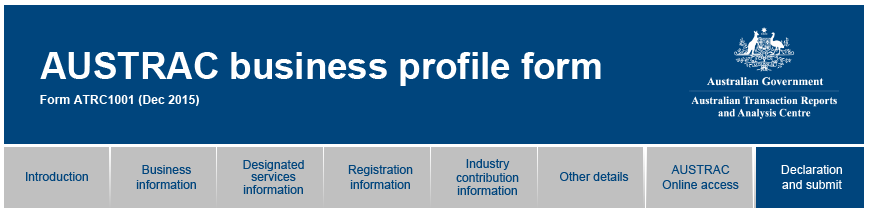 AUSTRAC business profile form
Form ATRC1001 (Dec 2015)
Australian Government
Australian Transaction Reports
and Analysis Centre
Introduction
Business
information
Designated
services
information
Registration
information
Industry
contribution
information
Other details
AUSTRAC
Online access
Declaration
and submit